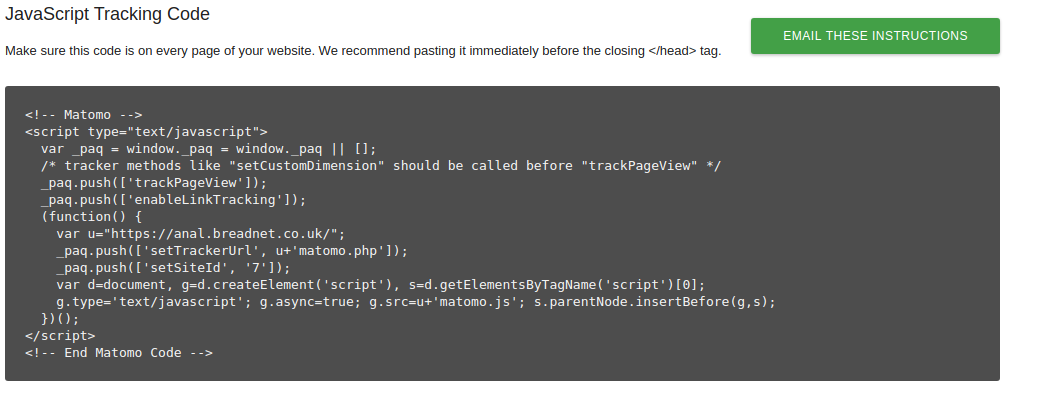 JavaScript Tracking Code
EMAIL THESE INSTRUCTIONS
Make sure this code is on every page of your website. We recommend pasting it immediately before the closing </head> tag.
<!-- Matomo -->
<script type="text/javascript">
  var _paq = window._paq = window._paq || [];
  /* tracker methods like "setCustomDimension" should be called before "trackPageView" */
  _paq.push(['trackPageView']);
  _paq.push(['enableLinkTracking']);
  (function() {
    var u="https://anal.breadnet.co.uk/";
    _paq.push(['setTrackerUrl', u+'matomo.php']);
    _paq.push(['setSiteId', '7']);
    var d=document, g=d.createElement('script'), s=d.getElementsByTagName('script')[0];
    g.type='text/javascript'; g.async=true; g.src=u+'matomo.js'; s.parentNode.insertBefore(g,s);
  })();
</script>
<!-- End Matomo Code -->